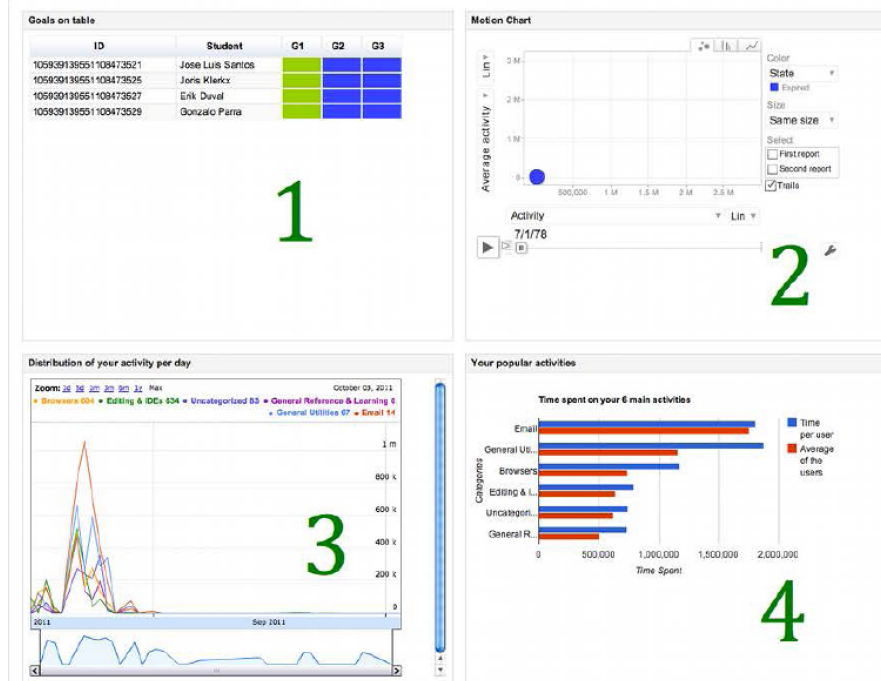 Goals on table
ID Student G1 G2 G3
105939139551108473521 Jose Luis Santos
105939139551108473525 Joris Klerkx
105939139551108473527 Erik Duval
105939139551108473529 Gonzalo Parra
1
Motion Chart
Lin
Average activity
3 M
2 M
1 M
0
500,000 1 M 1.5 M 2 M 2.5 M
Activity Lin
7/1/78
Color
State
Expired
Size
Same size
Select
First report
Second report
Trails
2
Distribution of your activity per day
Zoom: 1d 5d 1m 3m 6m 1y Max October 03, 2011
Browsers 604 Editing & IDEs 634 Uncategorized 83 General Reference & Learning 6
General Utilities 67 Email 14
1 m
800 k
600 k
400 k
200 k
0
2011 Sep 2011
3
Your popular activities
Time spent on your 6 main activities
Categories
Email
General Uti...
Browsers
Editing & I...
Uncategori...
General R...
0 500,000 1,000,000 1,500,000 2,000,000
Time Spent
Time
per user
Average
of the
users
4